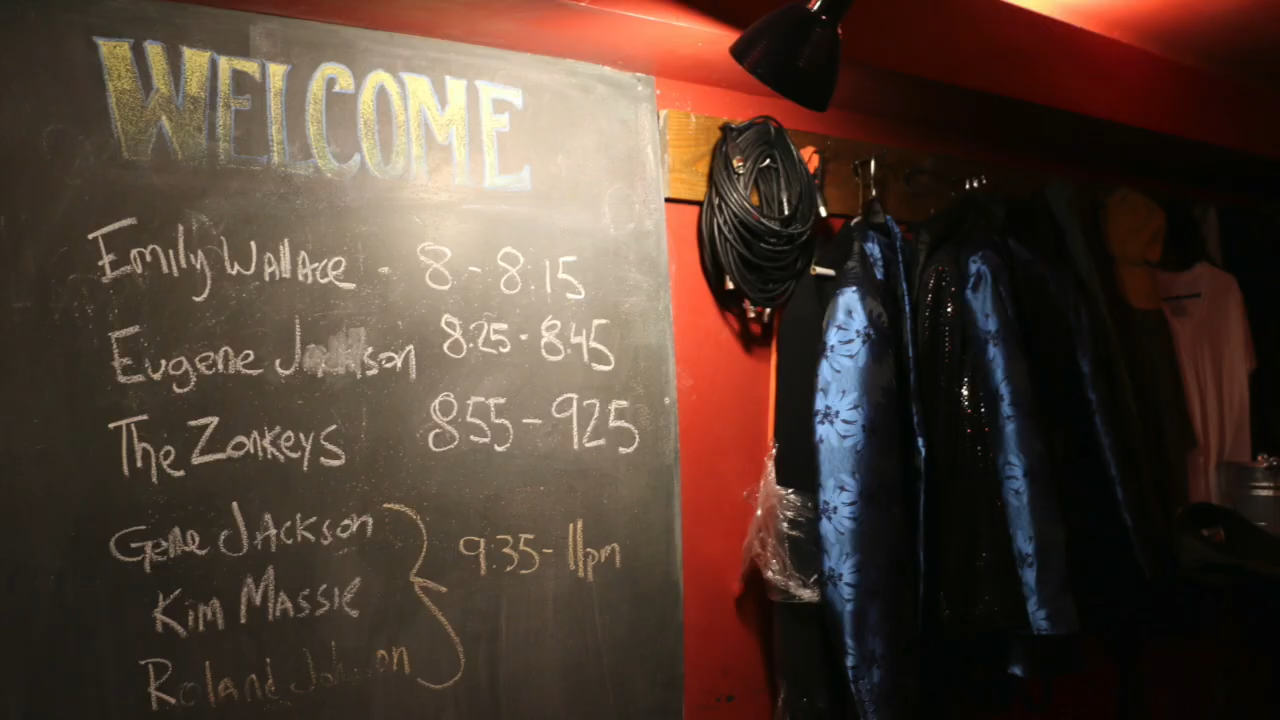 WELCOME
Emily Wallace - 8 - 8.15
Eugene Jackson 8.25 - 8.45
The Zonkeys 855 - 925
Gene Jackson
Kim Massie 9.35 - 11pm
Roland Johnson